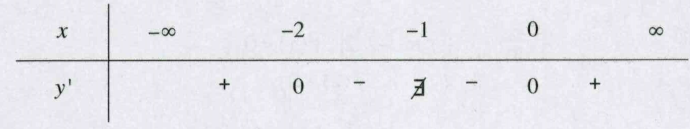 x −∞ −2 −1 0 ∞
y' + 0 − ∄ − 0 +